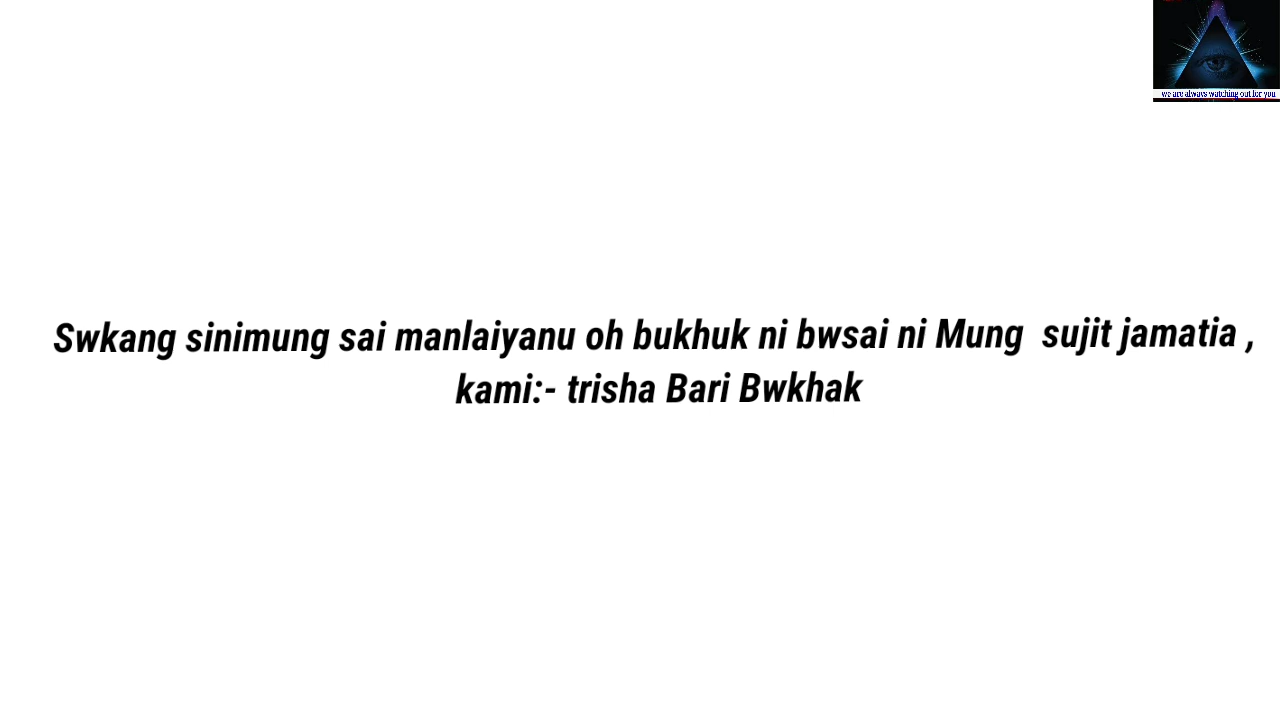 we are always watching out for you
Swkang sinimung sai manlaiyanu oh bukhuk ni bwsai ni Mung  sujit jamatia ,
kami:- trisha Bari Bwkhak